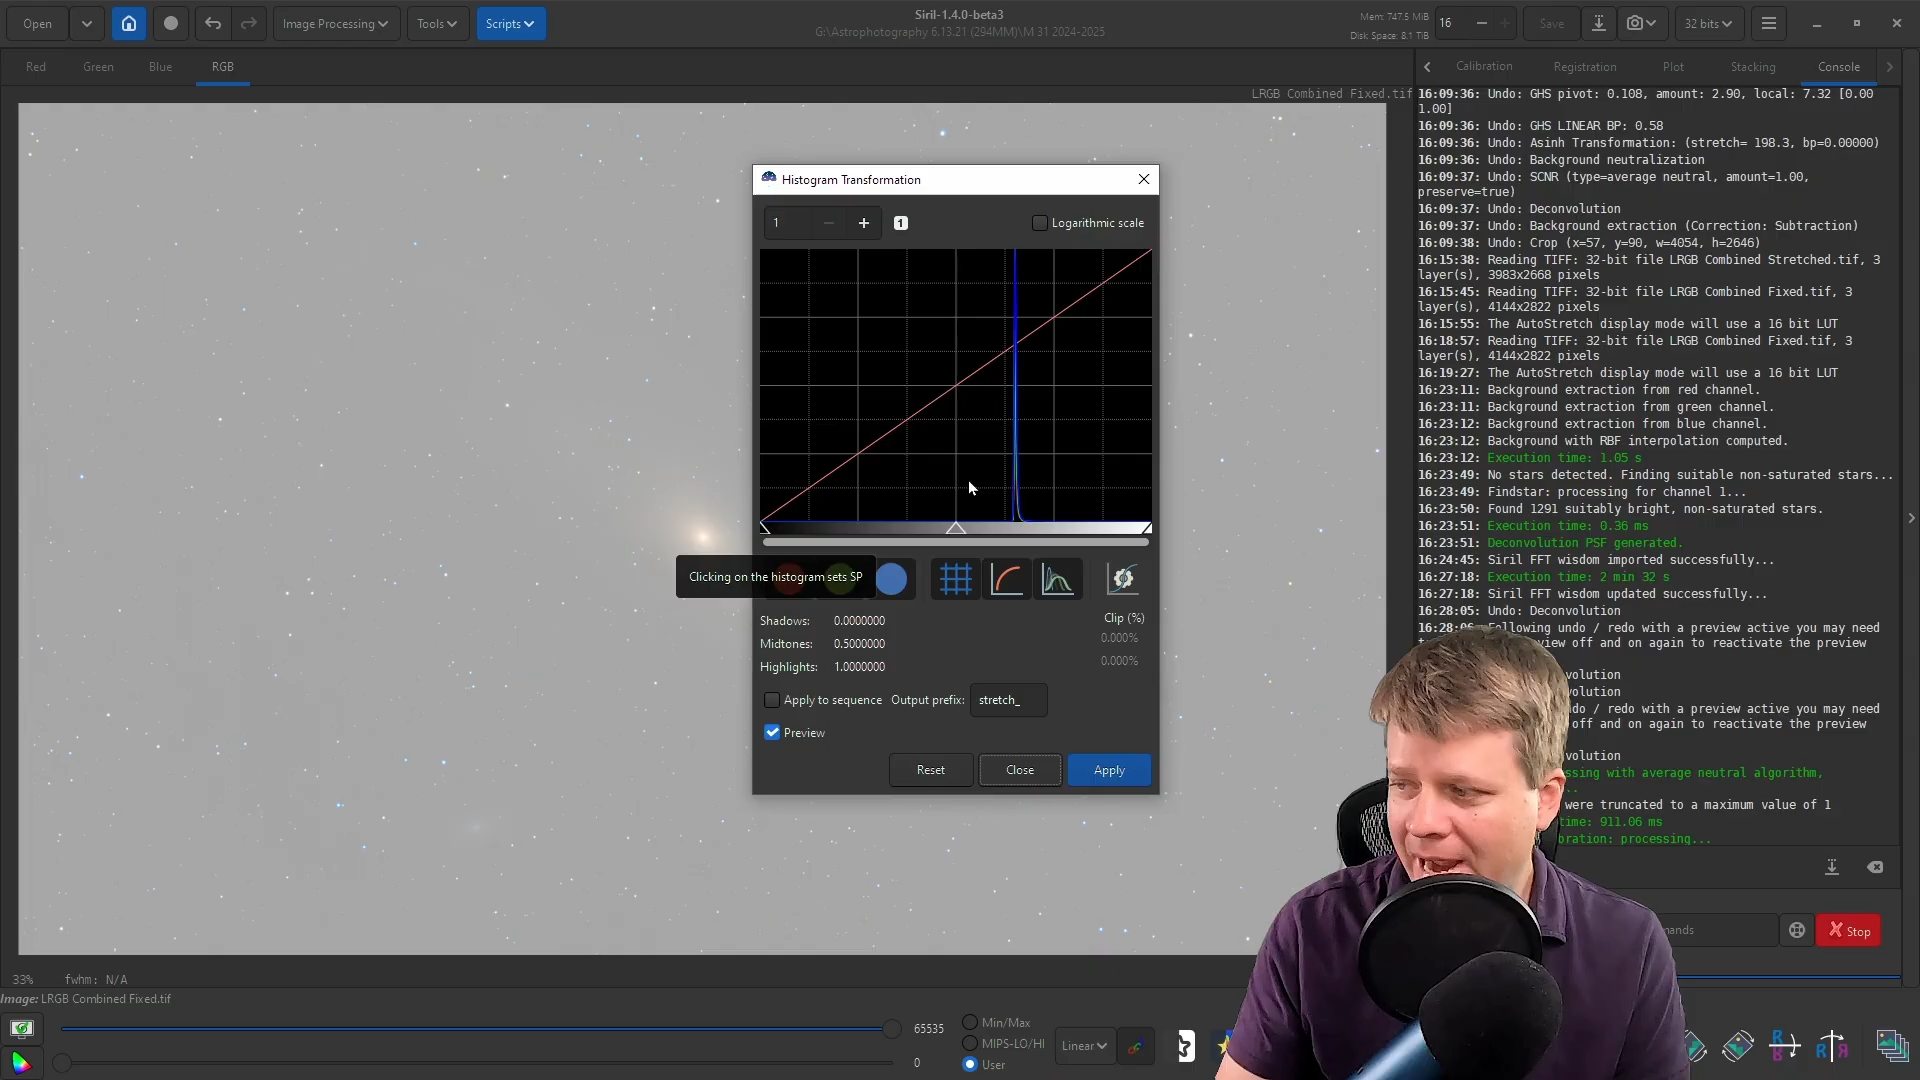 Open
Image Processing
Tools
Scripts
Siril-1.4.0-beta3
G:\Astrophotography 6.13.21 (294MM)\M 31 2024-2025
Mem: 747.5 MiB
Disk Space: 8.1 TiB
16
Save
32 bits
Red
Green
Blue
RGB
Calibration
Registration
Plot
Stacking
Console
LRGB Combined Fixed.tif
16:09:36: Undo: GHS pivot: 0.108, amount: 2.90, local: 7.32 [0.00
1.00]
16:09:36: Undo: GHS LINEAR BP: 0.58
16:09:36: Undo: Asinh Transformation: (stretch= 198.3, bp=0.00000)
16:09:36: Undo: Background neutralization
16:09:37: Undo: SCNR (type=average neutral, amount=1.00,
preserve=true)
16:09:37: Undo: Deconvolution
16:09:37: Undo: Background extraction (Correction: Subtraction)
16:09:38: Undo: Crop (x=57, y=90, w=4054, h=2646)
16:15:38: Reading TIFF: 32-bit file LRGB Combined Stretched.tif, 3
layer(s), 3983x2668 pixels
16:15:45: Reading TIFF: 32-bit file LRGB Combined Fixed.tif, 3
layer(s), 4144x2822 pixels
16:15:55: The AutoStretch display mode will use a 16 bit LUT
16:18:57: Reading TIFF: 32-bit file LRGB Combined Fixed.tif, 3
layer(s), 4144x2822 pixels
16:19:27: The AutoStretch display mode will use a 16 bit LUT
16:23:11: Background extraction from red channel.
16:23:11: Background extraction from green channel.
16:23:12: Background extraction from blue channel.
16:23:12: Background with RBF interpolation computed.
16:23:12: Execution time: 1.05 s
16:23:49: No stars detected. Finding suitable non-saturated stars...
16:23:49: Findstar: processing for channel 1...
16:23:50: Found 1291 suitably bright, non-saturated stars.
16:23:51: Execution time: 0.36 ms
16:23:51: Deconvolution PSF generated.
16:24:45: Siril FFT wisdom imported successfully...
16:27:18: Execution time: 2 min 32 s
16:27:18: Siril FFT wisdom updated successfully...
16:28:05: Undo: Deconvolution
16:28:06: Following undo / redo with a preview active you may need
view off and on again to reactivate the preview
volution
volution
do / redo with a preview active you may need
off and on again to reactivate the preview
volution
ssing with average neutral algorithm,
..
were truncated to a maximum value of 1
time: 911.06 ms
bration: processing...
Histogram Transformation
1
1
Logarithmic scale
Clicking on the histogram sets SP
Shadows: 0.0000000
Midtones: 0.5000000
Highlights: 1.0000000
Clip (%)
0.000%
0.000%
Apply to sequence
Output prefix: stretch_
Preview
Reset
Close
Apply
mands
Stop
33%
fwhm: N/A
Image: LRGB Combined Fixed.tif
65535
0
Min/Max
MIPS-LO/HI
User
Linear